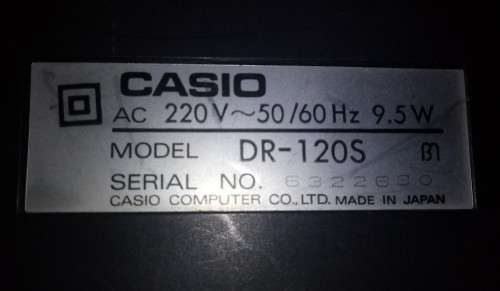 CASIO
AC 220V~50/60Hz 9.5W
MODEL DR-120S
SERIAL NO. 6322690
CASIO COMPUTER CO.,LTD. MADE IN JAPAN